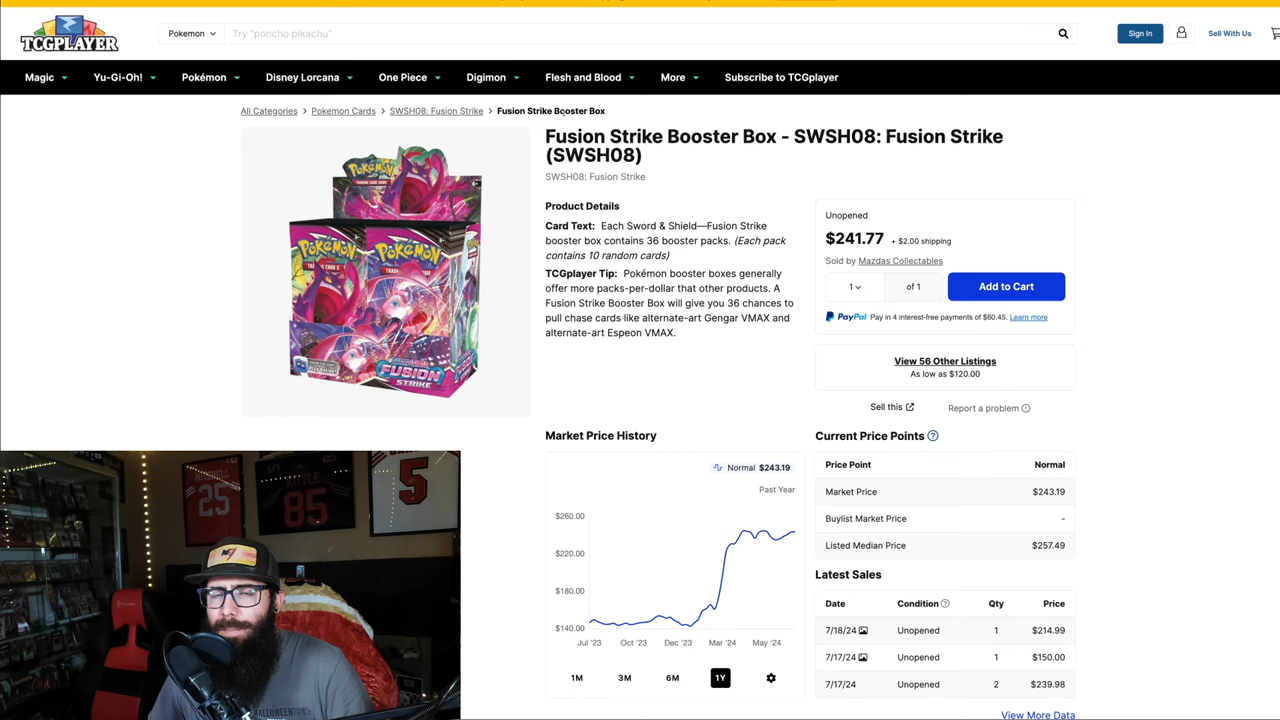 TCGPLAYER
Pokemon
Try "poncho pikachu"
Sign In
Sell With Us
Magic
Yu-Gi-Oh!
Pokémon
Disney Lorcana
One Piece
Digimon
Flesh and Blood
More
Subscribe to TCGplayer
All Categories > Pokemon Cards > SWSH08: Fusion Strike > Fusion Strike Booster Box
Fusion Strike Booster Box - SWSH08: Fusion Strike
(SWSH08)
SWSH08: Fusion Strike
POKÉMON
POKÉMON
POKÉMON
FUSION
STRIKE
Product Details
Card Text: Each Sword & Shield—Fusion Strike
booster box contains 36 booster packs. (Each pack
contains 10 random cards)
TCGplayer Tip: Pokémon booster boxes generally
offer more packs-per-dollar that other products. A
Fusion Strike Booster Box will give you 36 chances to
pull chase cards like alternate-art Gengar VMAX and
alternate-art Espeon VMAX.
Unopened
$241.77 + $2.00 shipping
Sold by Mazdas Collectables
1 of 1
Add to Cart
PayPal Pay in 4 interest-free payments of $60.45. Learn more
View 56 Other Listings
As low as $120.00
Sell this
Report a problem
Market Price History
Normal $243.19
Past Year
$260.00
$220.00
$180.00
$140.00
Jul '23 Oct '23 Dec '23 Mar '24 May '24
1M 3M 6M 1Y
Current Price Points
Price Point Normal
Market Price $243.19
Buylist Market Price -
Listed Median Price $257.49
Latest Sales
Date Condition Qty Price
7/18/24 Unopened 1 $214.99
7/17/24 Unopened 1 $150.00
7/17/24 Unopened 2 $239.98
View More Data
25
85
5
HALLOWEENTOWN